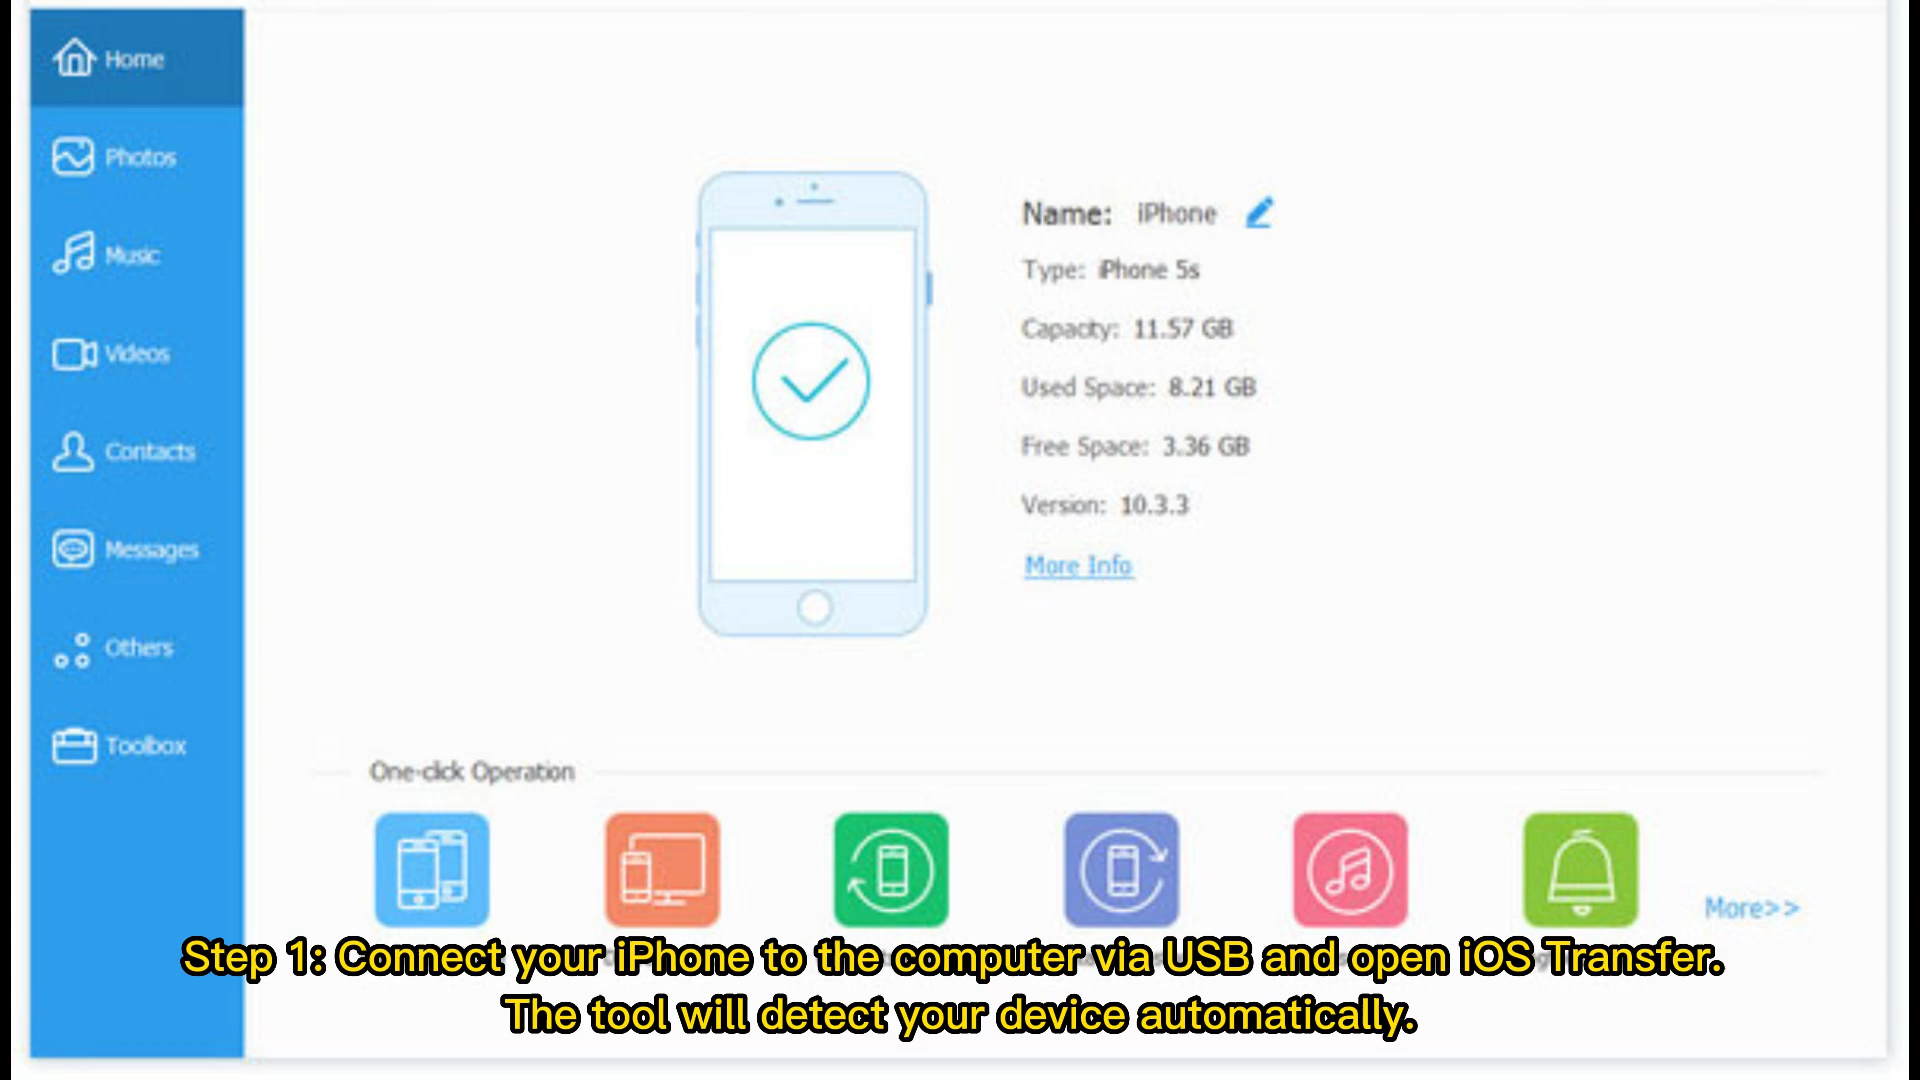 Home
Photos
Music
Videos
Contacts
Messages
Others
Toolbox
Name: iPhone
Type: iPhone 5s
Capacity: 11.57 GB
Used Space: 8.21 GB
Free Space: 3.36 GB
Version: 10.3.3
More Info
One-click Operation
More>>
Step 1: Connect your iPhone to the computer via USB and open iOS Transfer.
The tool will detect your device automatically.